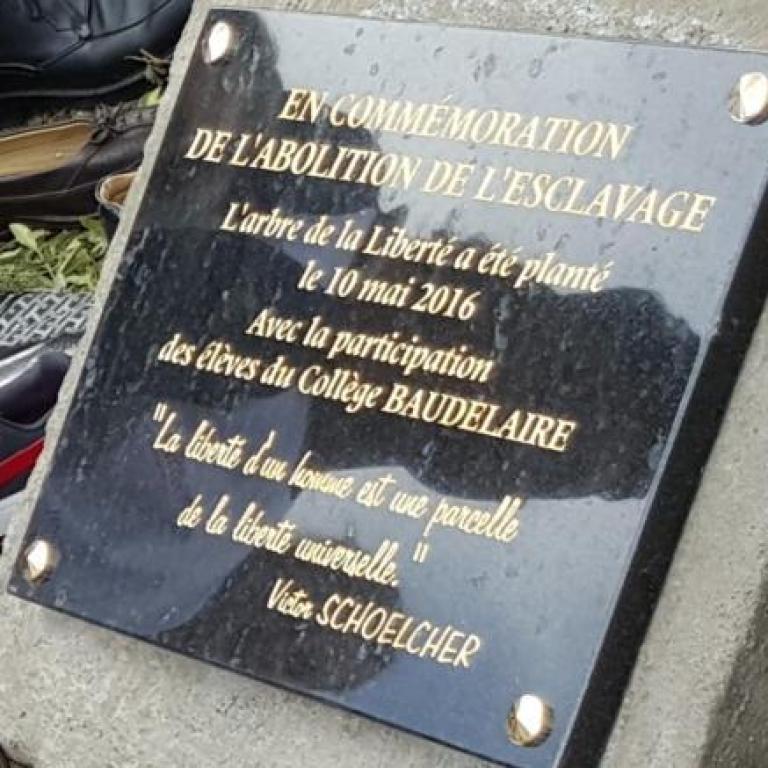 EN COMMÉMORATION
DE L'ABOLITION DE L'ESCLAVAGE
L'arbre de la Liberté a été planté
le 10 mai 2016
Avec la participation
des élèves du Collège BAUDELAIRE
"La liberté d'un homme est une parcelle
de la liberté universelle."
Victor SCHOELCHER